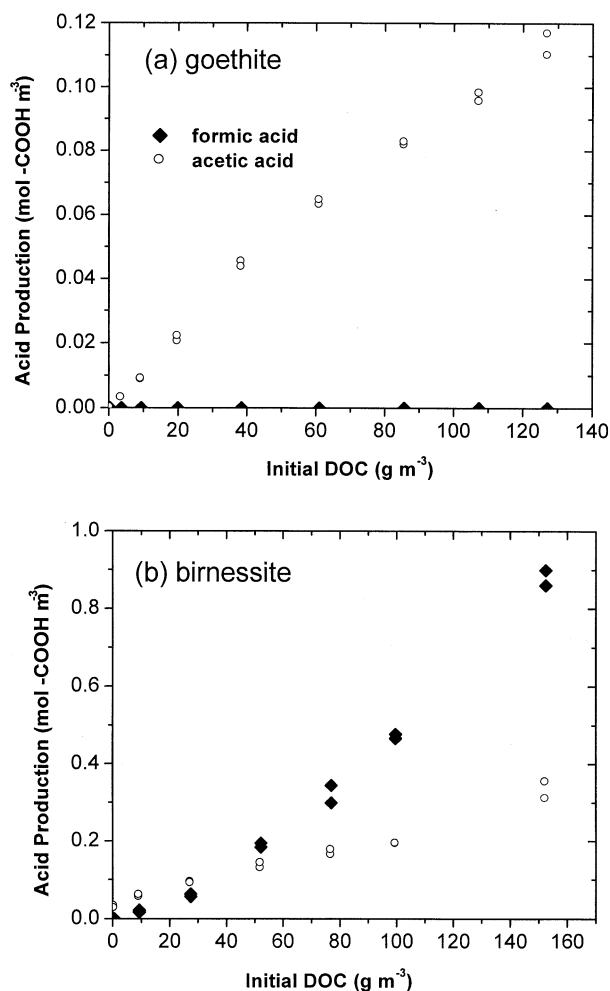 (a) goethite
formic acid
acetic acid
Acid Production (mol -COOH m⁻³)
0.12
0.10
0.08
0.06
0.04
0.02
0.00
0 20 40 60 80 100 120 140
Initial DOC (g m⁻³)
(b) birnessite
Acid Production (mol -COOH m⁻³)
1.0
0.8
0.6
0.4
0.2
0.0
0 20 40 60 80 100 120 140 160
Initial DOC (g m⁻³)